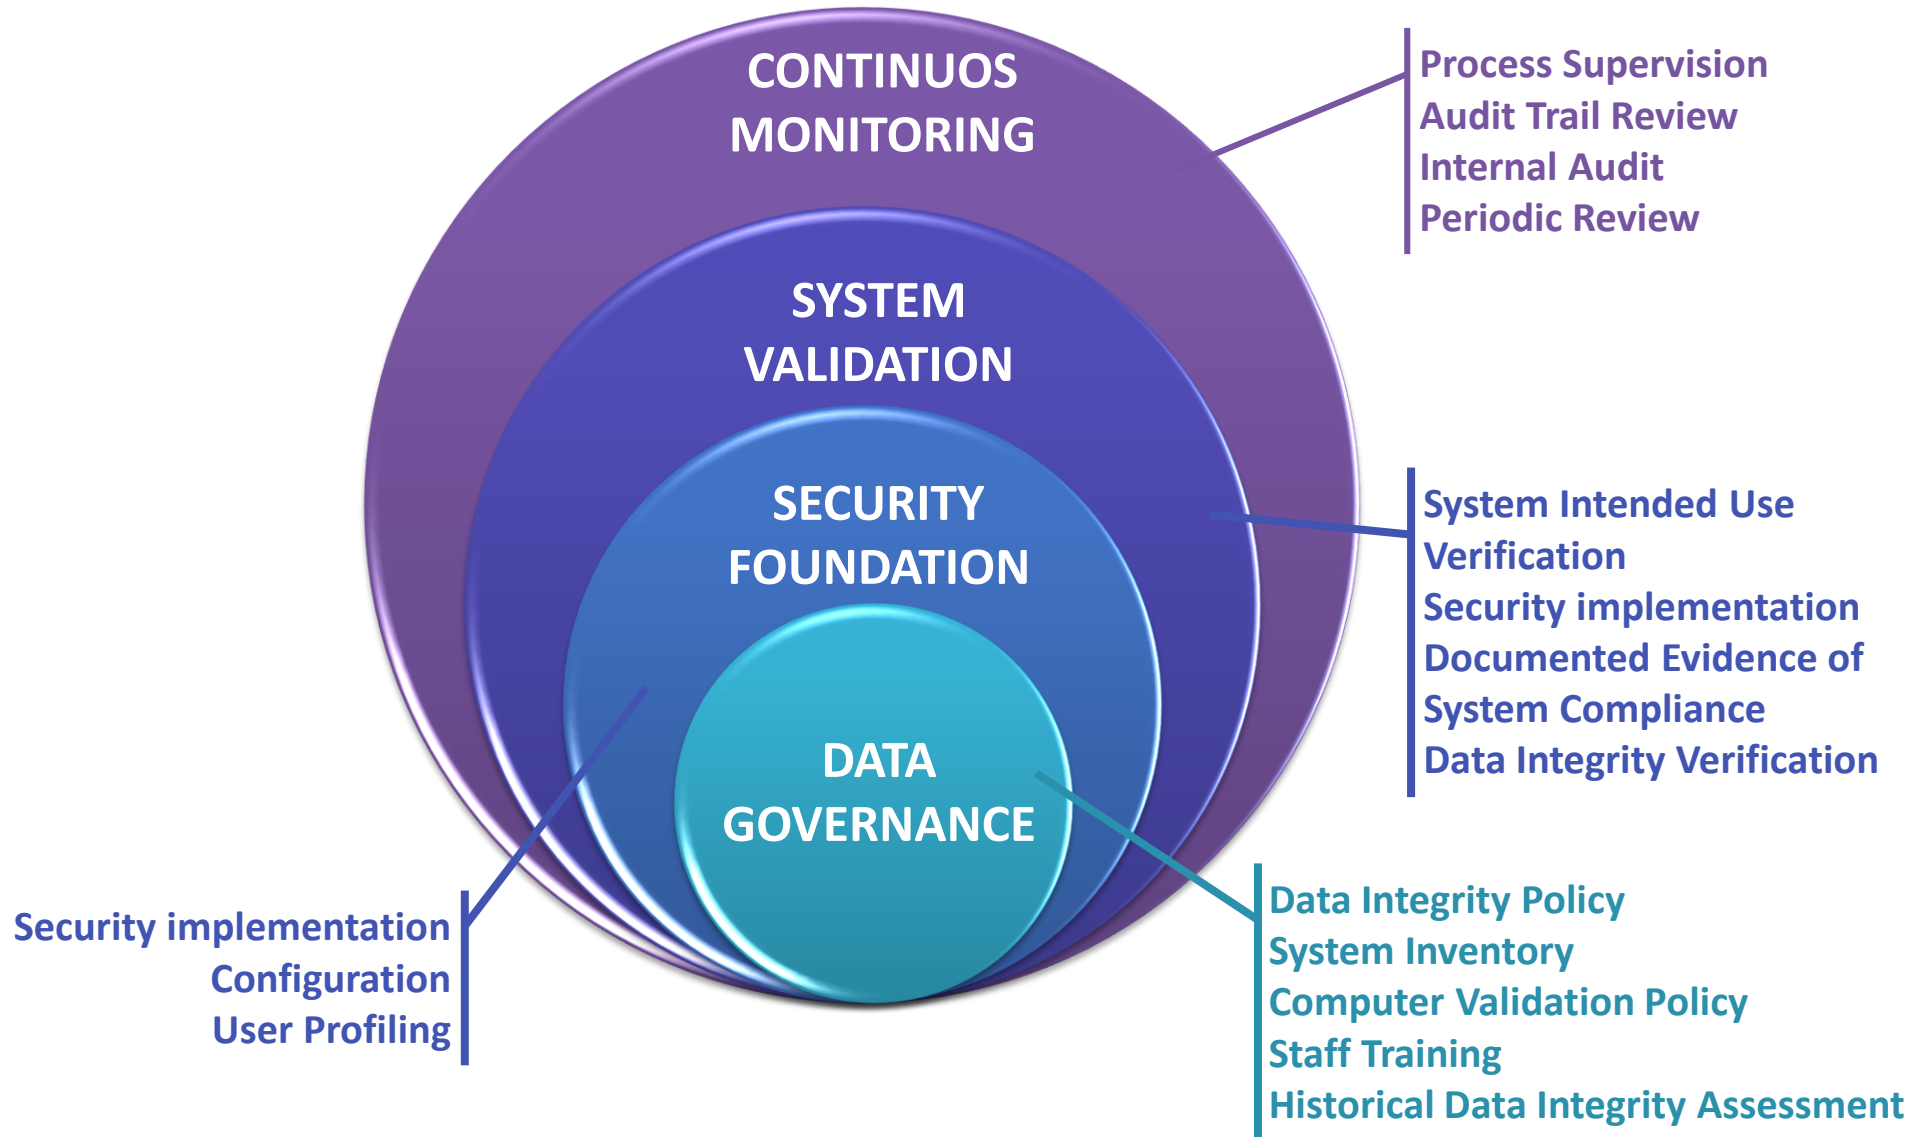 CONTINUOS
MONITORING
Process Supervision
Audit Trail Review
Internal Audit
Periodic Review
SYSTEM
VALIDATION
System Intended Use
Verification
Security implementation
Documented Evidence of
System Compliance
Data Integrity Verification
SECURITY
FOUNDATION
Security implementation
Configuration
User Profiling
DATA
GOVERNANCE
Data Integrity Policy
System Inventory
Computer Validation Policy
Staff Training
Historical Data Integrity Assessment